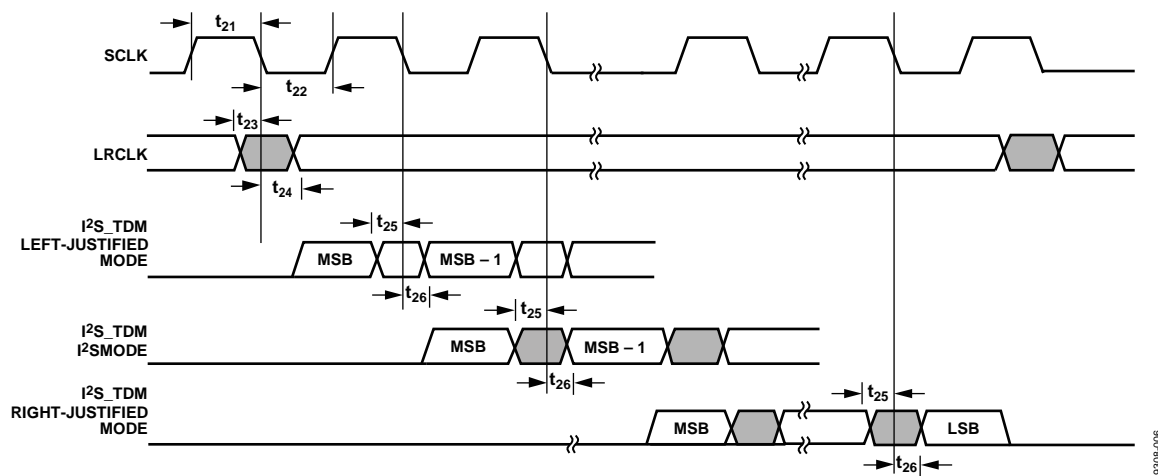 t21
SCLK
t22
t23
LRCLK
t24
I²S_TDM
LEFT-JUSTIFIED
MODE
t25
MSB
MSB – 1
t26
I²S_TDM
I²SMODE
t25
MSB
MSB – 1
t26
I²S_TDM
RIGHT-JUSTIFIED
MODE
t25
MSB
LSB
t26